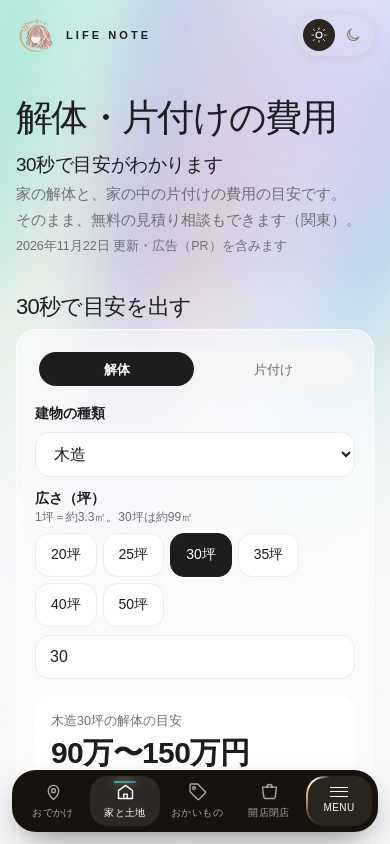 LIFE NOTE
解体・片付けの費用
30秒で目安がわかります
家の解体と、家の中の片付けの費用の目安です。
そのまま、無料の見積り相談もできます（関東）。
2026年11月22日 更新・広告（PR）を含みます
30秒で目安を出す
解体 片付け
建物の種類
木造
広さ（坪）
1坪＝約3.3㎡。30坪は約99㎡
20坪 25坪 30坪 35坪
40坪 50坪
30
木造30坪の解体の目安
90万〜150万円
おでかけ 家と土地 おかいもの 開店閉店 MENU